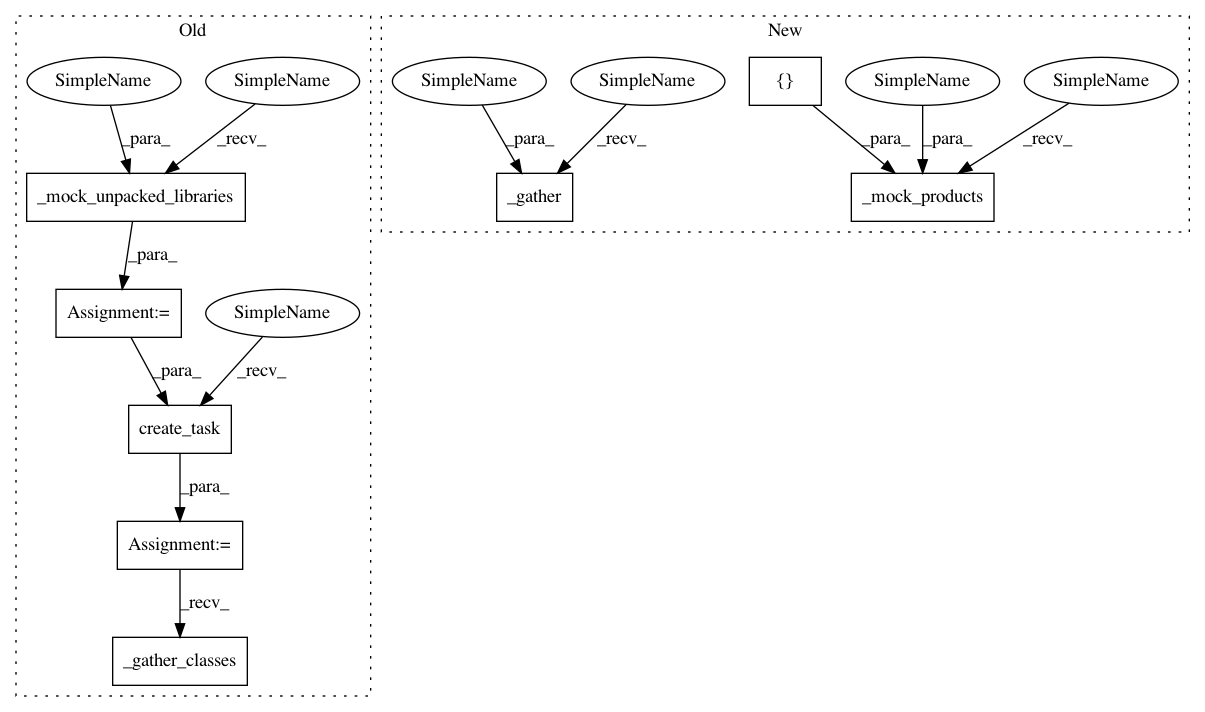 Old
New
SimpleName
SimpleName
SimpleName
SimpleName
{}
SimpleName
SimpleName
_para_
_recv_
_para_
_recv_
_para_
_para_
_recv_
_mock_unpacked_libraries
_gather
_mock_products
_para_
Assignment:=
SimpleName
_para_
_recv_
create_task
_para_
Assignment:=
_recv_
_gather_classes